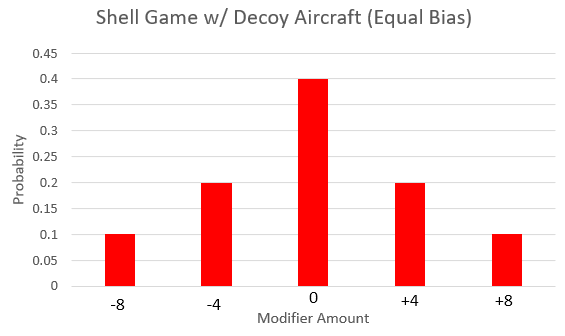 Shell Game w/ Decoy Aircraft (Equal Bias)
0.45
0.4
0.35
0.3
0.25
0.2
0.15
0.1
0.05
0
Probability
-8 -4 0 +4 +8
Modifier Amount